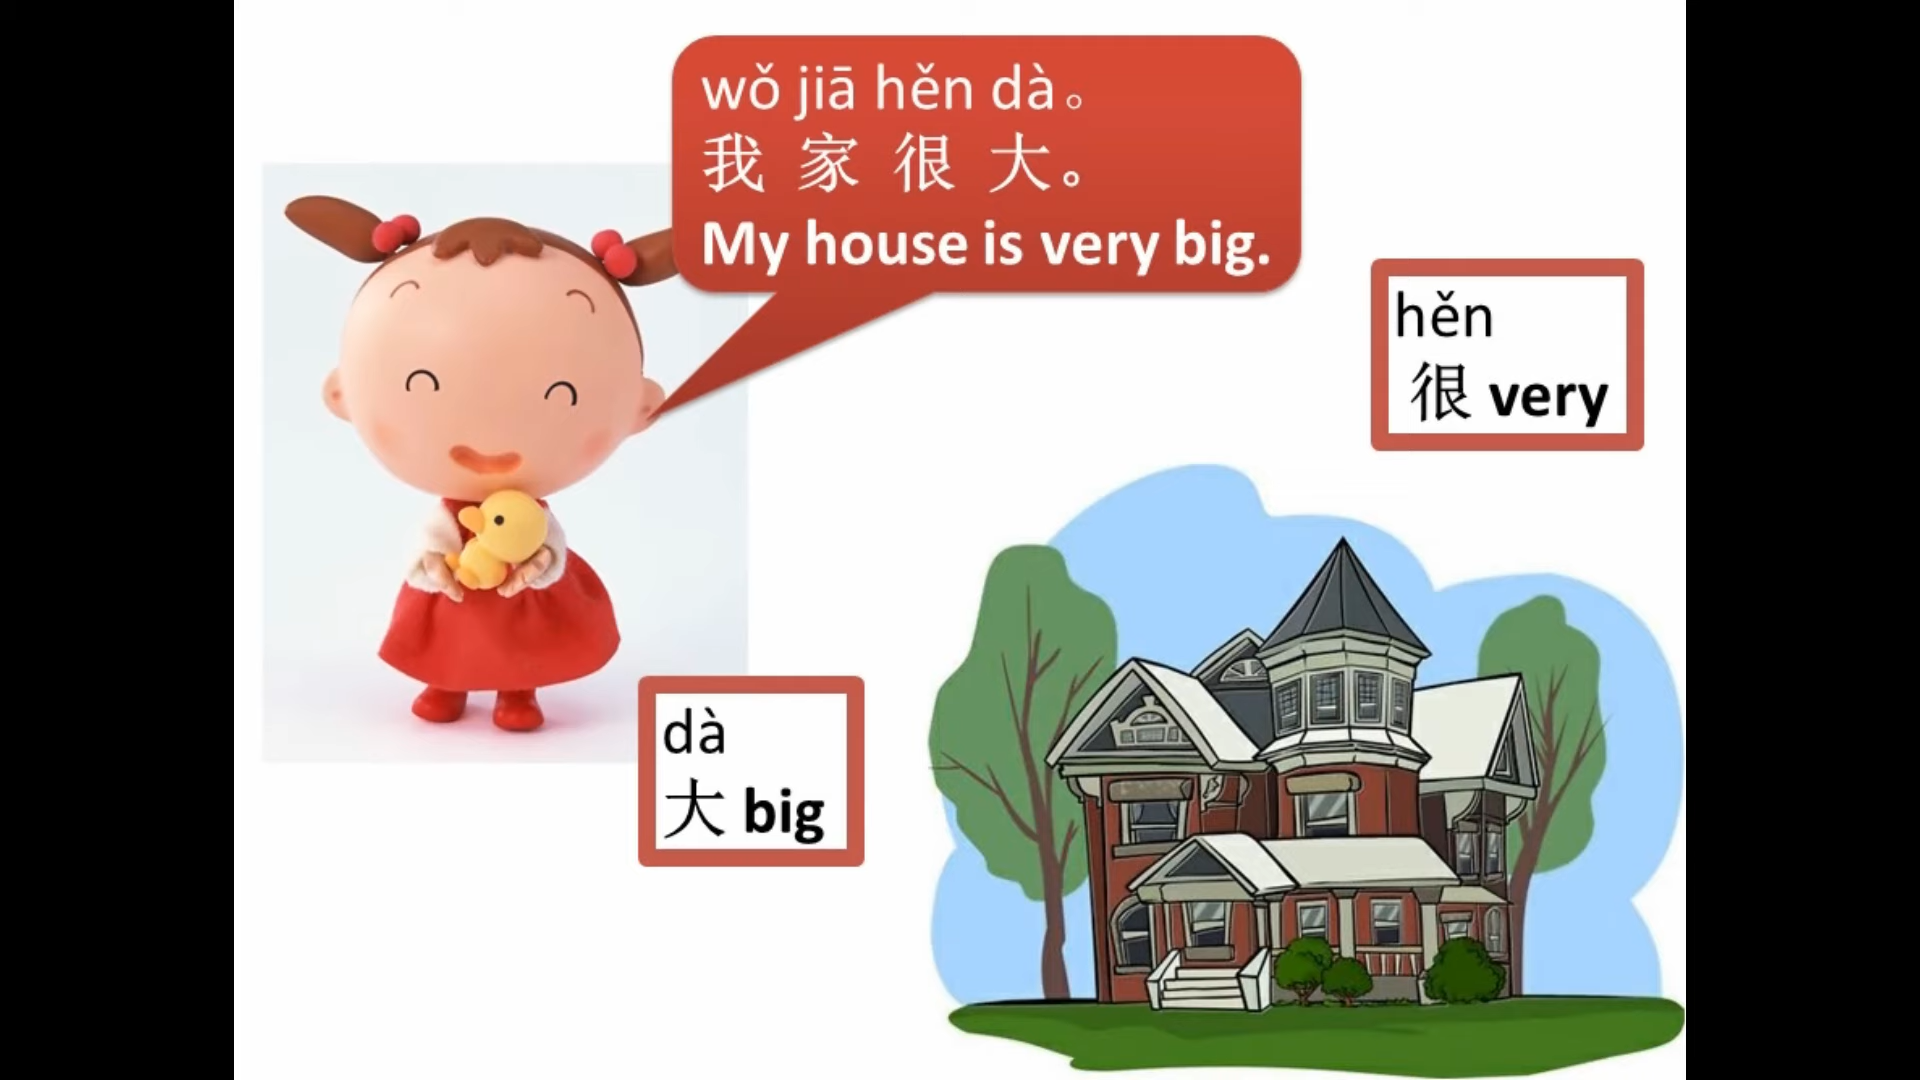 wǒ jiā hěn dà。
我 家 很 大。
My house is very big.
hěn
很 very
dà
大 big